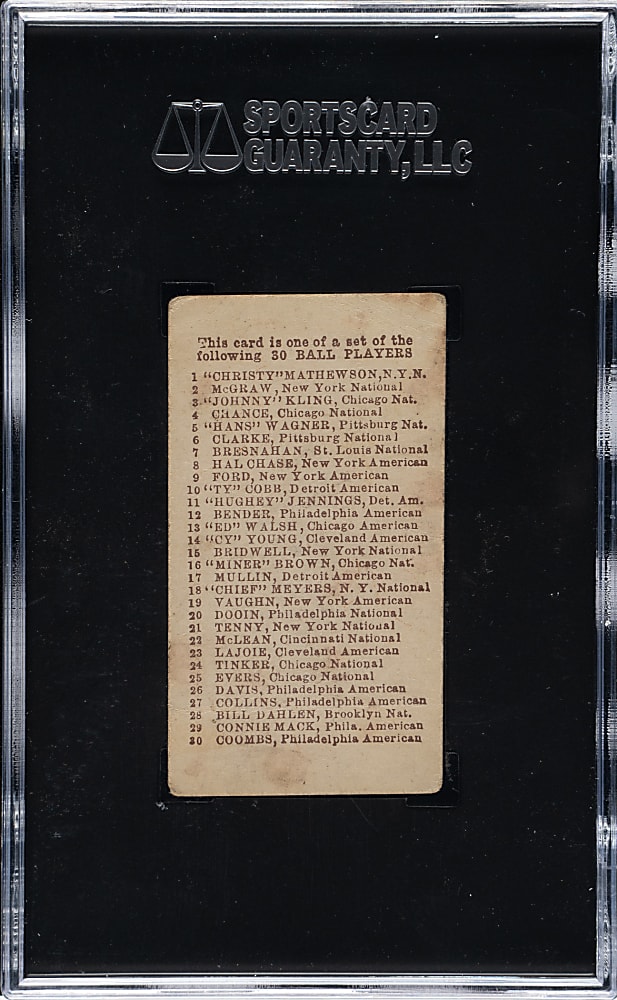 SPORTSCARD
GUARANTY, LLC
This card is one of a set of the
following 30 BALL PLAYERS
1 "CHRISTY" MATHEWSON, N.Y.N.
2 McGRAW, New York National
3 "JOHNNY" KLING, Chicago Nat.
4 CHANCE, Chicago National
5 "HANS" WAGNER, Pittsburg Nat.
6 CLARKE, Pittsburg National
7 BRESNAHAN, St. Louis National
8 HAL CHASE, New York American
9 FORD, New York American
10 "TY" COBB, Detroit American
11 "HUGHEY" JENNINGS, Det. Am.
12 BENDER, Philadelphia American
13 "ED" WALSH, Chicago American
14 "CY" YOUNG, Cleveland American
15 BRIDWELL, New York National
16 "MINER" BROWN, Chicago Nat.
17 MULLIN, Detroit American
18 "CHIEF" MEYERS, N. Y. National
19 VAUGHN, New York American
20 DOOIN, Philadelphia National
21 TENNY, New York National
22 McLEAN, Cincinnati National
23 LAJOIE, Cleveland American
24 TINKER, Chicago National
25 EVERS, Chicago National
26 DAVIS, Philadelphia American
27 COLLINS, Philadelphia American
28 BILL DAHLEN, Brooklyn Nat.
29 CONNIE MACK, Phila. American
30 COOMBS, Philadelphia American